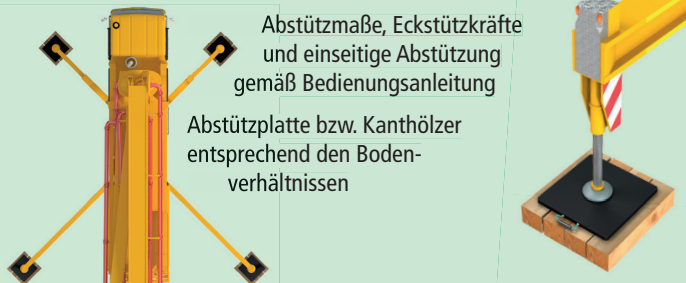 Abstützmaße, Eckstützkräfte
und einseitige Abstützung
gemäß Bedienungsanleitung
Abstützplatte bzw. Kanthölzer
entsprechend den Boden-
verhältnissen